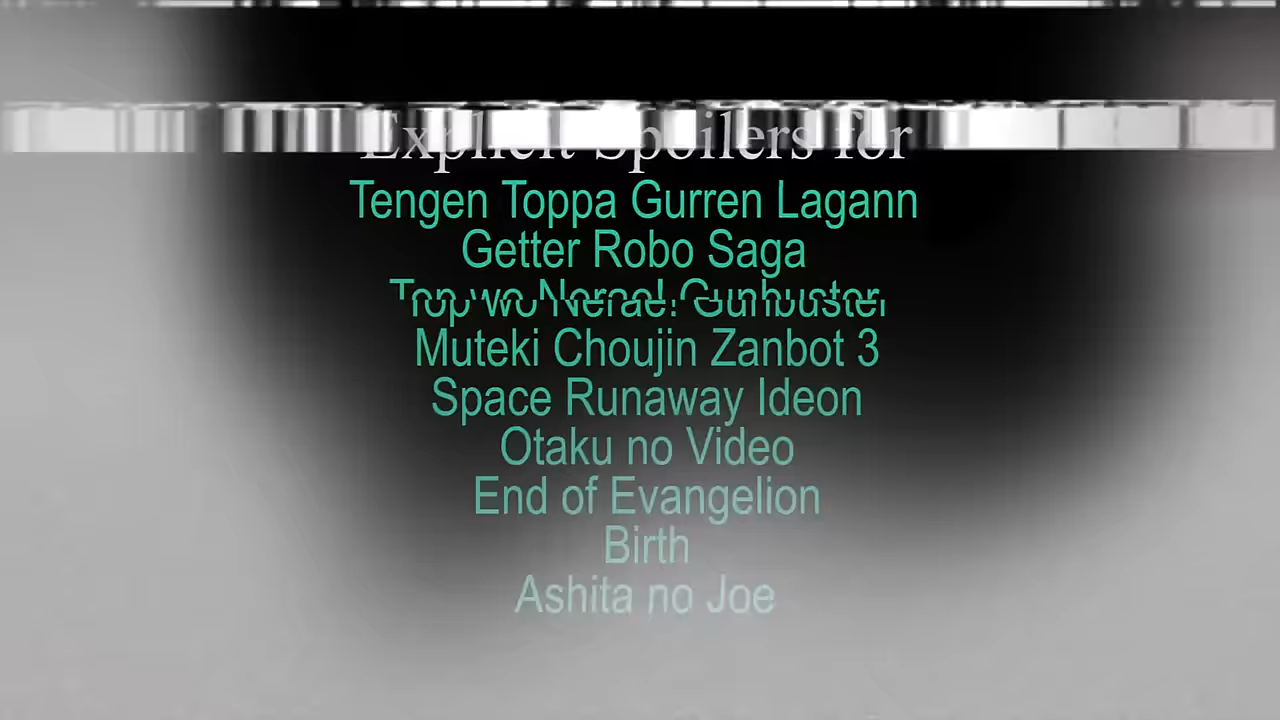 Explicit Spoilers for
Tengen Toppa Gurren Lagann
Getter Robo Saga
Top wo Nerae! Gunbuster
Muteki Choujin Zanbot 3
Space Runaway Ideon
Otaku no Video
End of Evangelion
Birth
Ashita no Joe